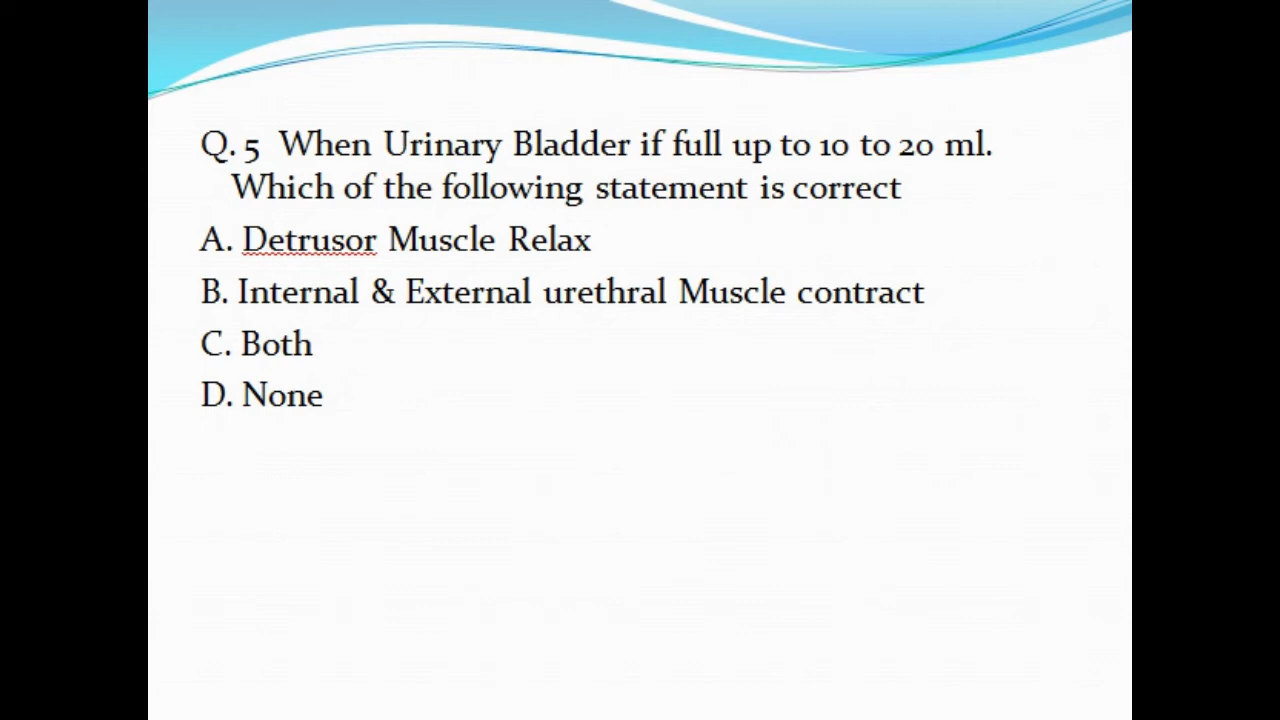 Q. 5 When Urinary Bladder if full up to 10 to 20 ml.
Which of the following statement is correct
A. Detrusor Muscle Relax
B. Internal & External urethral Muscle contract
C. Both
D. None